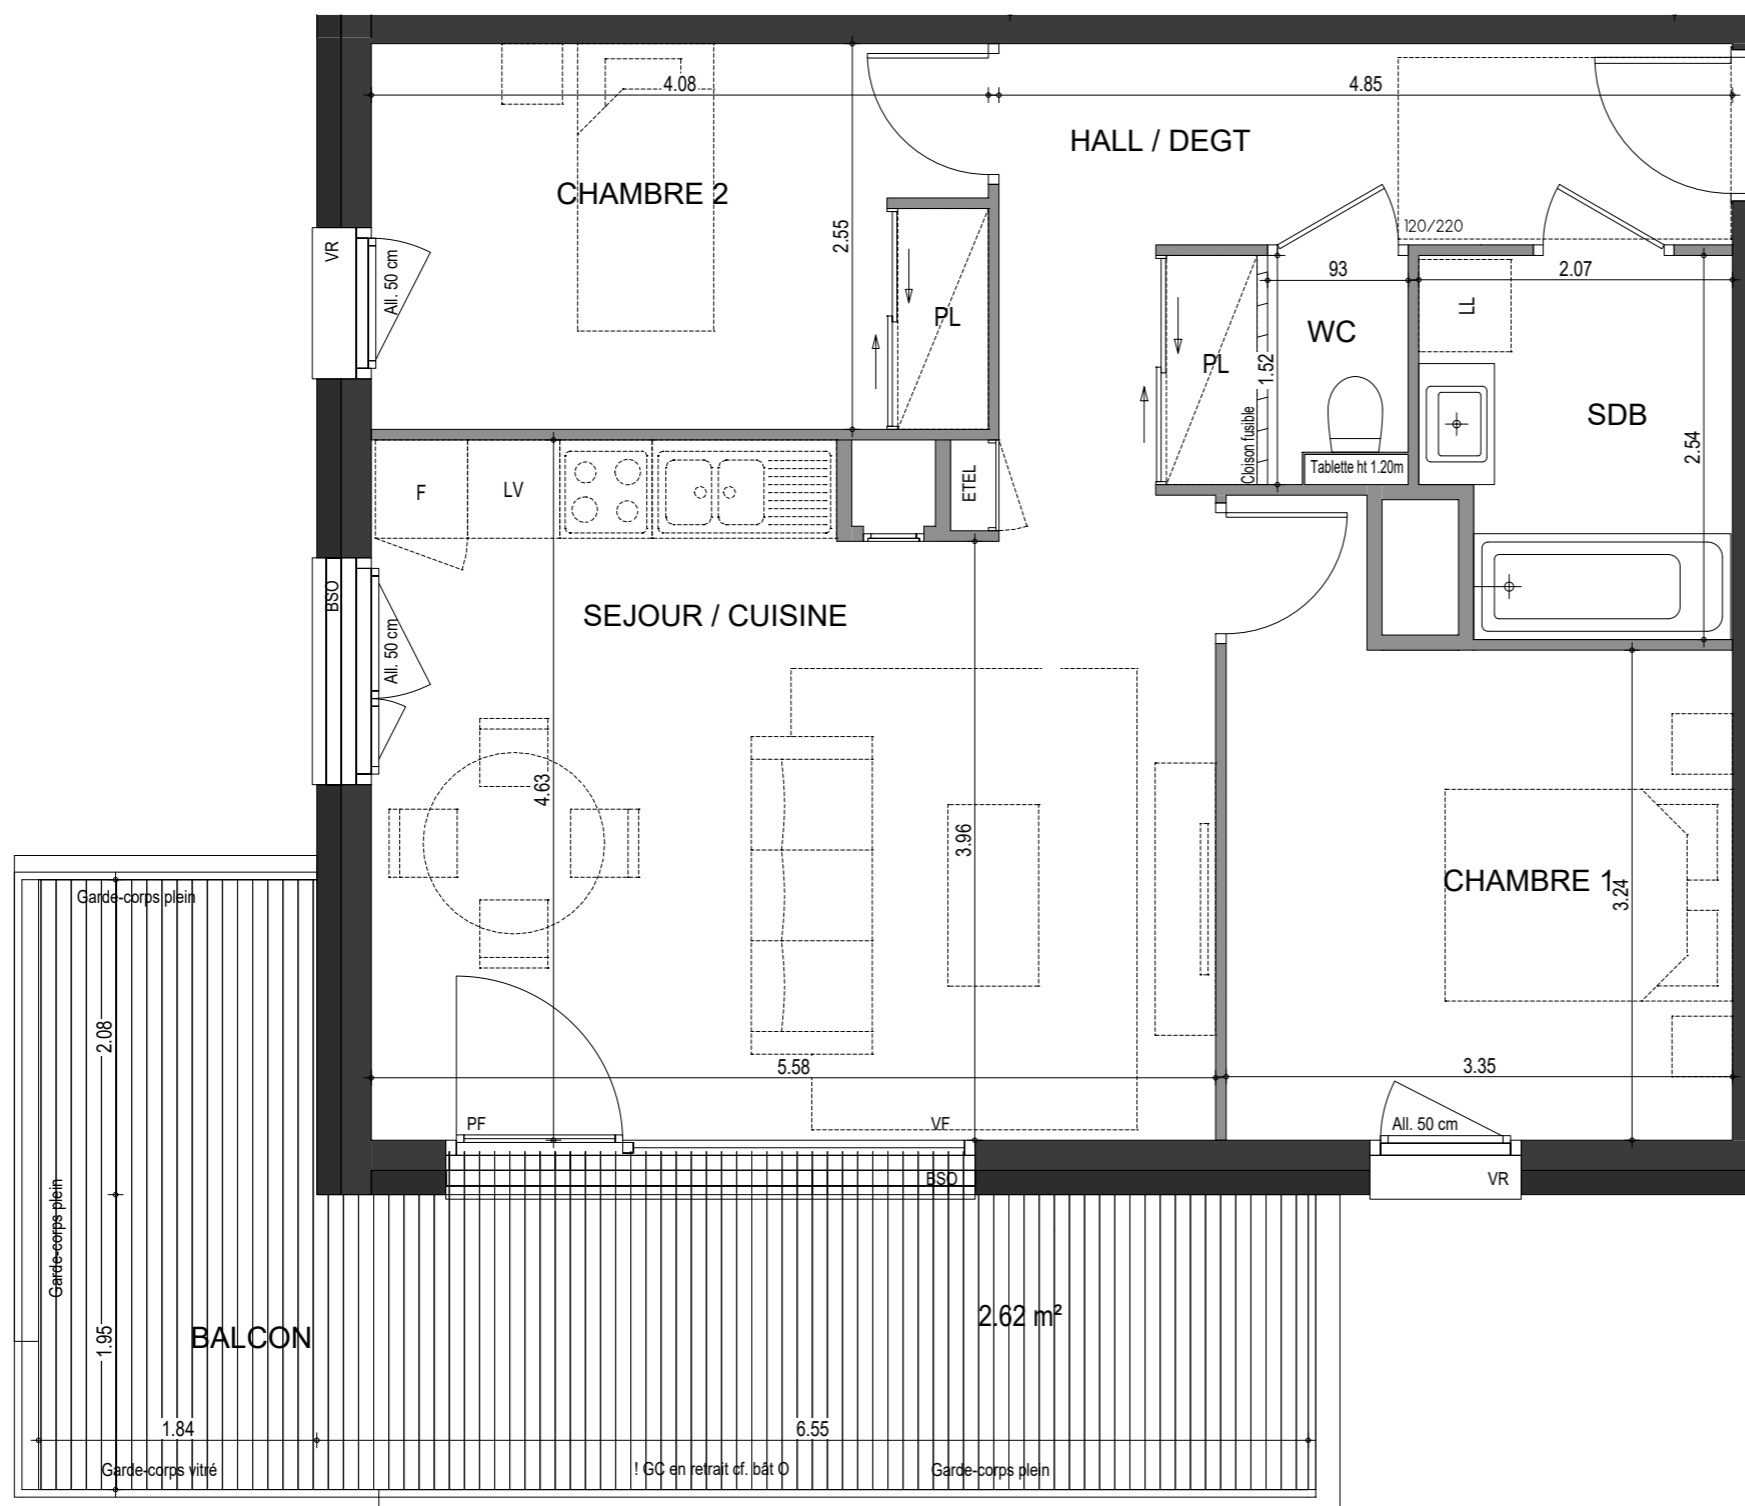 4.08
4.85
HALL / DEGT
CHAMBRE 2
120/220
VR
All. 50 cm
2.55
93
2.07
LL
PL
WC
PL
1.52
Cloison fusible
SDB
2.54
Tablette ht 1.20m
F
LV
ETEL
BSO
All. 50 cm
SEJOUR / CUISINE
4.63
3.96
CHAMBRE 1
3.24
Garde-corps plein
2.08
5.58
3.35
PF
VF
All. 50 cm
BSO
VR
Garde-corps plein
1.95
BALCON
2.62 m²
1.84
6.55
Garde-corps vitré
! GC en retrait cf. bât O
Garde-corps plein